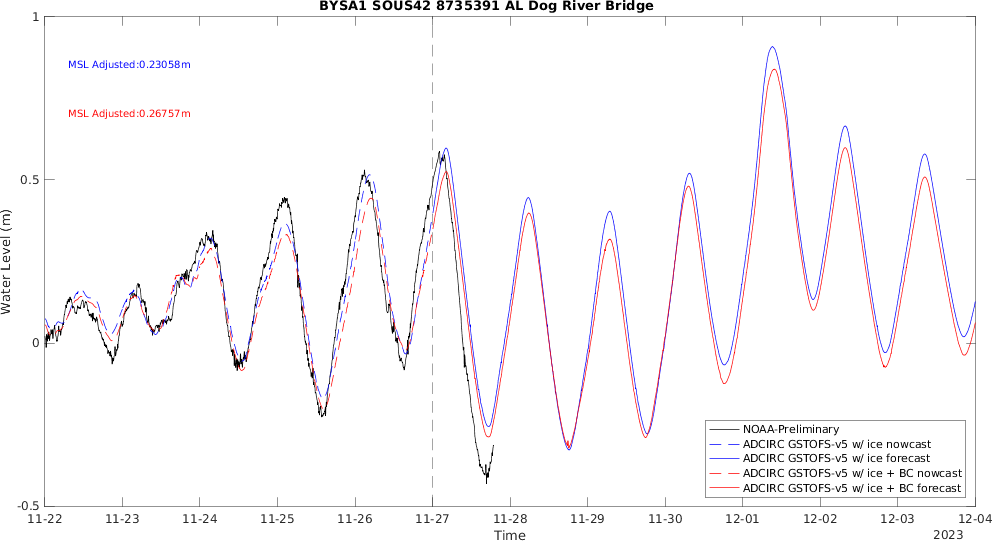 BYSA1 SOUS42 8735391 AL Dog River Bridge
MSL Adjusted:0.23058m
MSL Adjusted:0.26757m
Water Level (m)
1
0.5
0
-0.5
NOAA-Preliminary
ADCIRC GSTOFS-v5 w/ ice nowcast
ADCIRC GSTOFS-v5 w/ ice forecast
ADCIRC GSTOFS-v5 w/ ice + BC nowcast
ADCIRC GSTOFS-v5 w/ ice + BC forecast
11-22 11-23 11-24 11-25 11-26 11-27 11-28 11-29 11-30 12-01 12-02 12-03 12-04
Time
2023